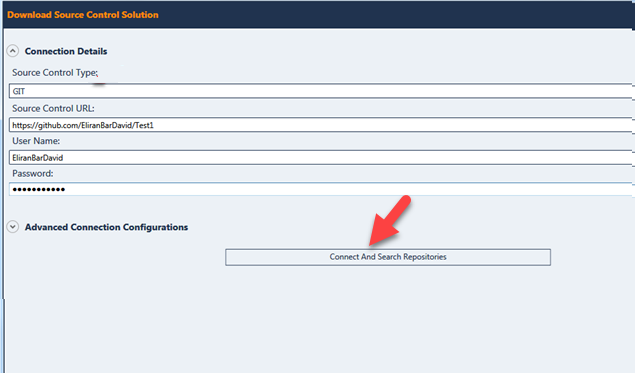 Download Source Control Solution
Connection Details
Source Control Type:
GIT
Source Control URL:
https://github.com/EliranBarDavid/Test1
User Name:
EliranBarDavid
Password:
●●●●●●●●●●●
Advanced Connection Configurations
Connect And Search Repositories